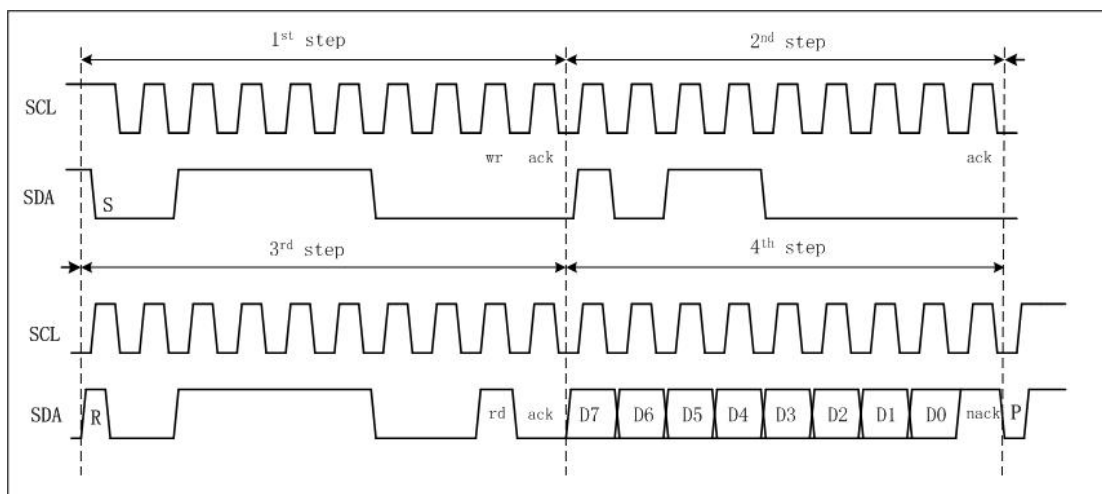 1st step 2nd step
SCL
wr ack ack
SDA S
3rd step 4th step
SCL
SDA R rd ack D7 D6 D5 D4 D3 D2 D1 D0 nack P